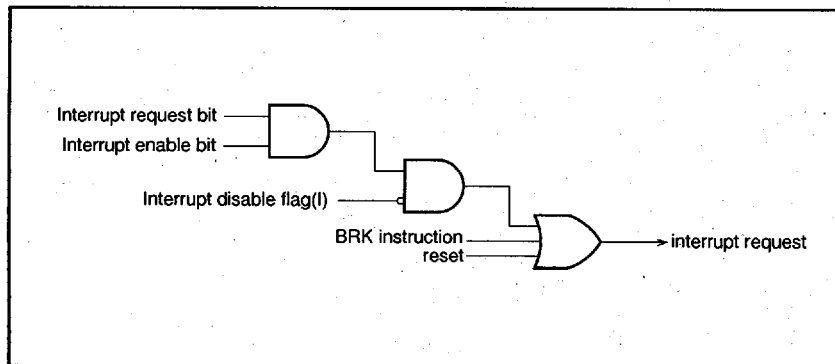 Interrupt request bit
Interrupt enable bit
Interrupt disable flag(I)
BRK instruction
reset
interrupt request